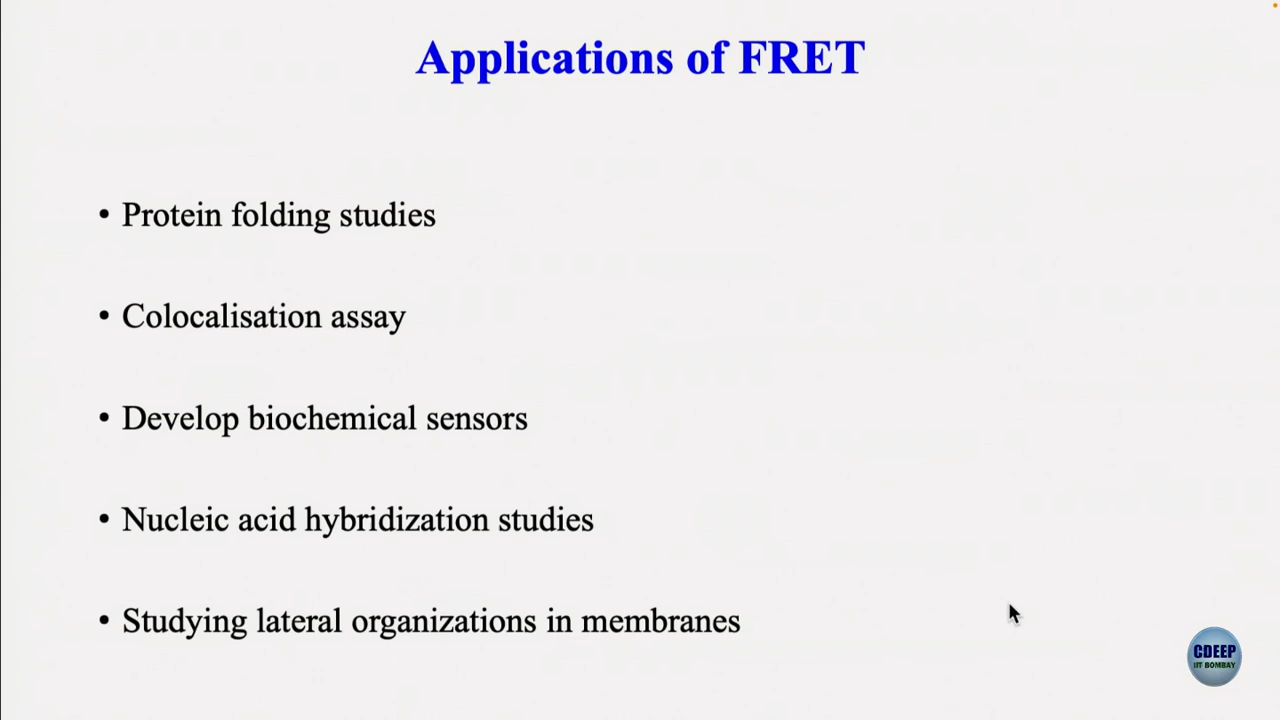 Applications of FRET
• Protein folding studies
• Colocalisation assay
• Develop biochemical sensors
• Nucleic acid hybridization studies
• Studying lateral organizations in membranes
CDEEP
IIT BOMBAY